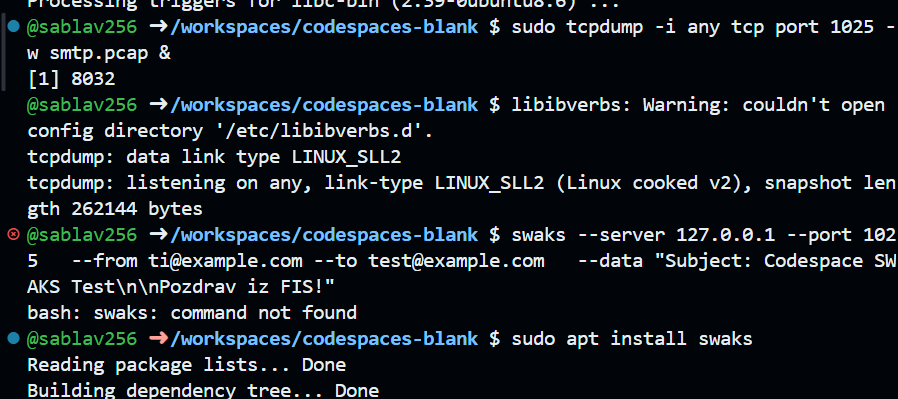 Processing triggers for libc-bin (2.39-0ubuntu8.6) ...
@sablav256 ➜/workspaces/codespaces-blank $ sudo tcpdump -i any tcp port 1025 -
w smtp.pcap &
[1] 8032
@sablav256 ➜/workspaces/codespaces-blank $ libibverbs: Warning: couldn't open
config directory '/etc/libibverbs.d'.
tcpdump: data link type LINUX_SLL2
tcpdump: listening on any, link-type LINUX_SLL2 (Linux cooked v2), snapshot len
gth 262144 bytes
@sablav256 ➜/workspaces/codespaces-blank $ swaks --server 127.0.0.1 --port 102
5   --from ti@example.com --to test@example.com   --data "Subject: Codespace SW
AKS Test\n\nPozdrav iz FIS!"
bash: swaks: command not found
@sablav256 ➜/workspaces/codespaces-blank $ sudo apt install swaks
Reading package lists... Done
Building dependency tree... Done